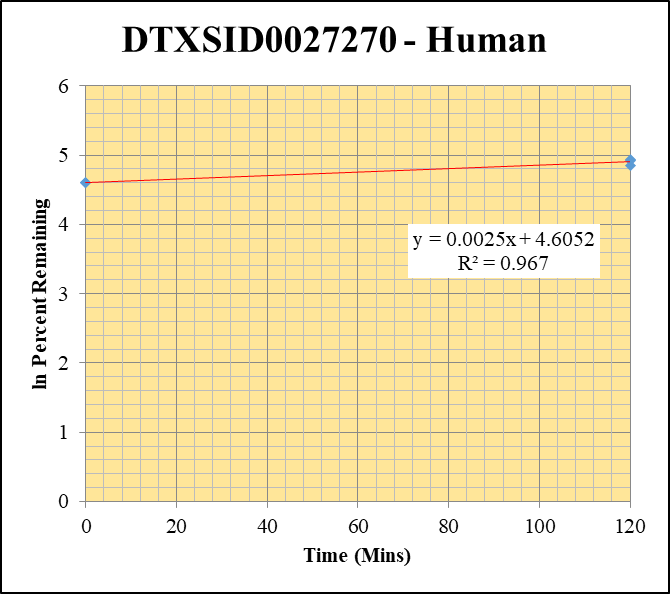 DTXSID0027270 - Human
6
5
4
3
2
1
0
ln Percent Remaining
y = 0.0025x + 4.6052
R² = 0.967
0 20 40 60 80 100 120
Time (Mins)